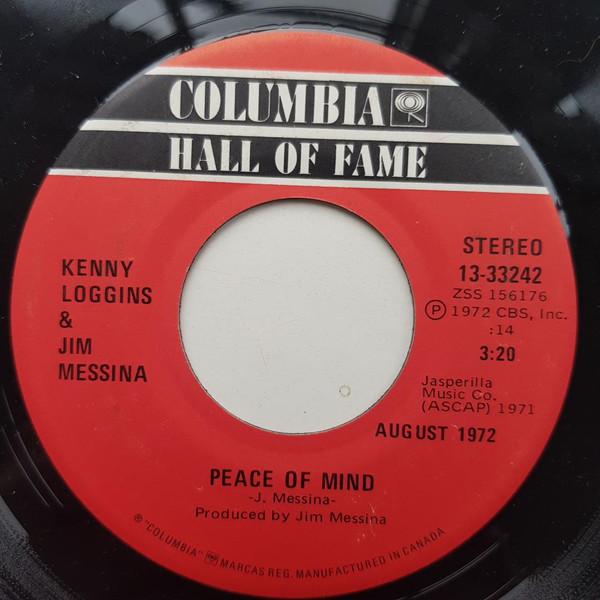 COLUMBIA
HALL OF FAME
KENNY
LOGGINS
&
JIM
MESSINA
STEREO
13-33242
ZSS 156176
Ⓟ 1972 CBS, Inc.
:14
3:20
Jasperilla
Music Co.
(ASCAP) 1971
AUGUST 1972
PEACE OF MIND
-J. Messina-
Produced by Jim Messina
® "COLUMBIA" MARCAS REG. MANUFACTURED IN CANADA